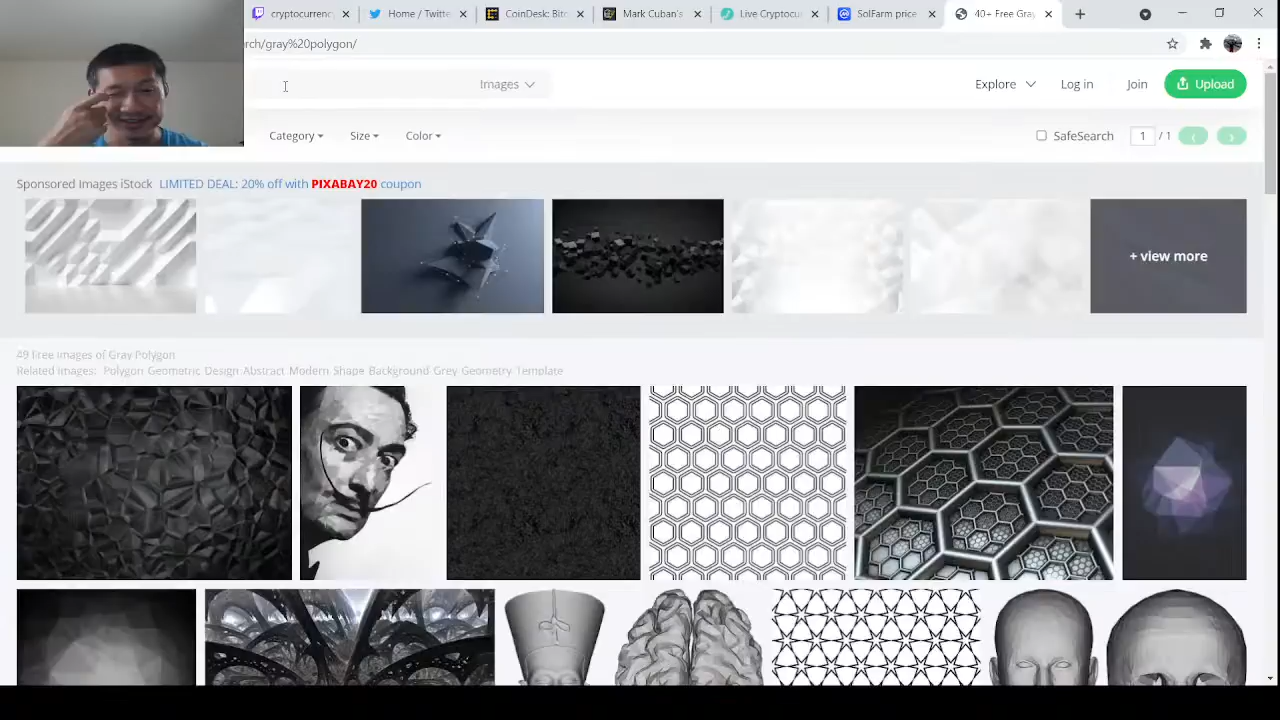 cryptocurrency
Home / Twitte
CoinDesk: Bitc
Mark Cuban's
Live Cryptocu
SolFarm price
40+ Free Gray
rch/gray%20polygon/
Images
Explore
Log in
Join
Upload
Category
Size
Color
SafeSearch
1 / 1
Sponsored Images iStock LIMITED DEAL: 20% off with PIXABAY20 coupon
+ view more
49 Free images of Gray Polygon
Related Images: Polygon Geometric Design Abstract Modern Shape Background Grey Geometry Template